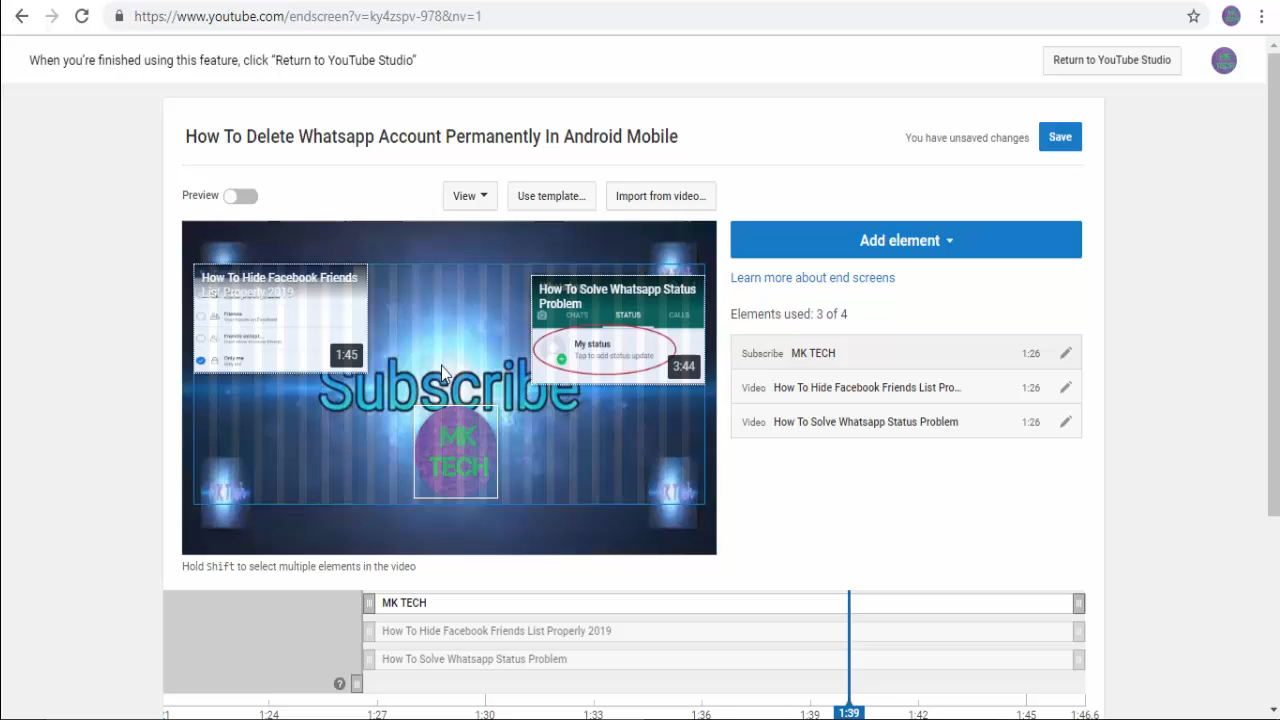 https://www.youtube.com/endscreen?v=ky4zspv-978&nv=1
When you're finished using this feature, click "Return to YouTube Studio"
Return to YouTube Studio
How To Delete Whatsapp Account Permanently In Android Mobile
You have unsaved changes
Save
Preview
View
Use template...
Import from video...
How To Hide Facebook Friends
List Properly 2019
Friends
Friends except...
Only me
1:45
How To Solve Whatsapp Status
Problem
CHATS STATUS CALLS
My status
Tap to add status update
3:44
Subscribe
MK
TECH
Add element
Learn more about end screens
Elements used: 3 of 4
Subscribe MK TECH 1:26
Video How To Hide Facebook Friends List Pro... 1:26
Video How To Solve Whatsapp Status Problem 1:26
Hold Shift to select multiple elements in the video
MK TECH
How To Hide Facebook Friends List Properly 2019
How To Solve Whatsapp Status Problem
?
1:24 1:27 1:30 1:33 1:36 1:39 1:39 1:42 1:45 1:46.6